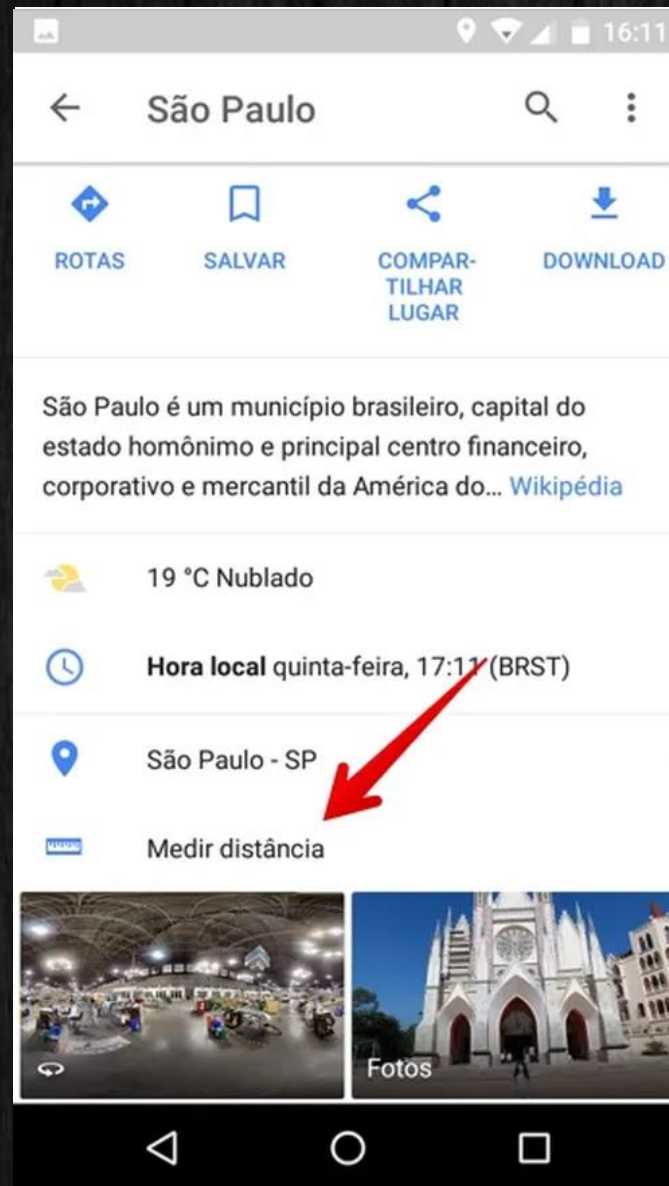 16:11
São Paulo
ROTAS
SALVAR
COMPAR-
TILHAR
LUGAR
DOWNLOAD
São Paulo é um município brasileiro, capital do
estado homônimo e principal centro financeiro,
corporativo e mercantil da América do... Wikipédia
19 °C Nublado
Hora local quinta-feira, 17:11 (BRST)
São Paulo - SP
Medir distância
Fotos